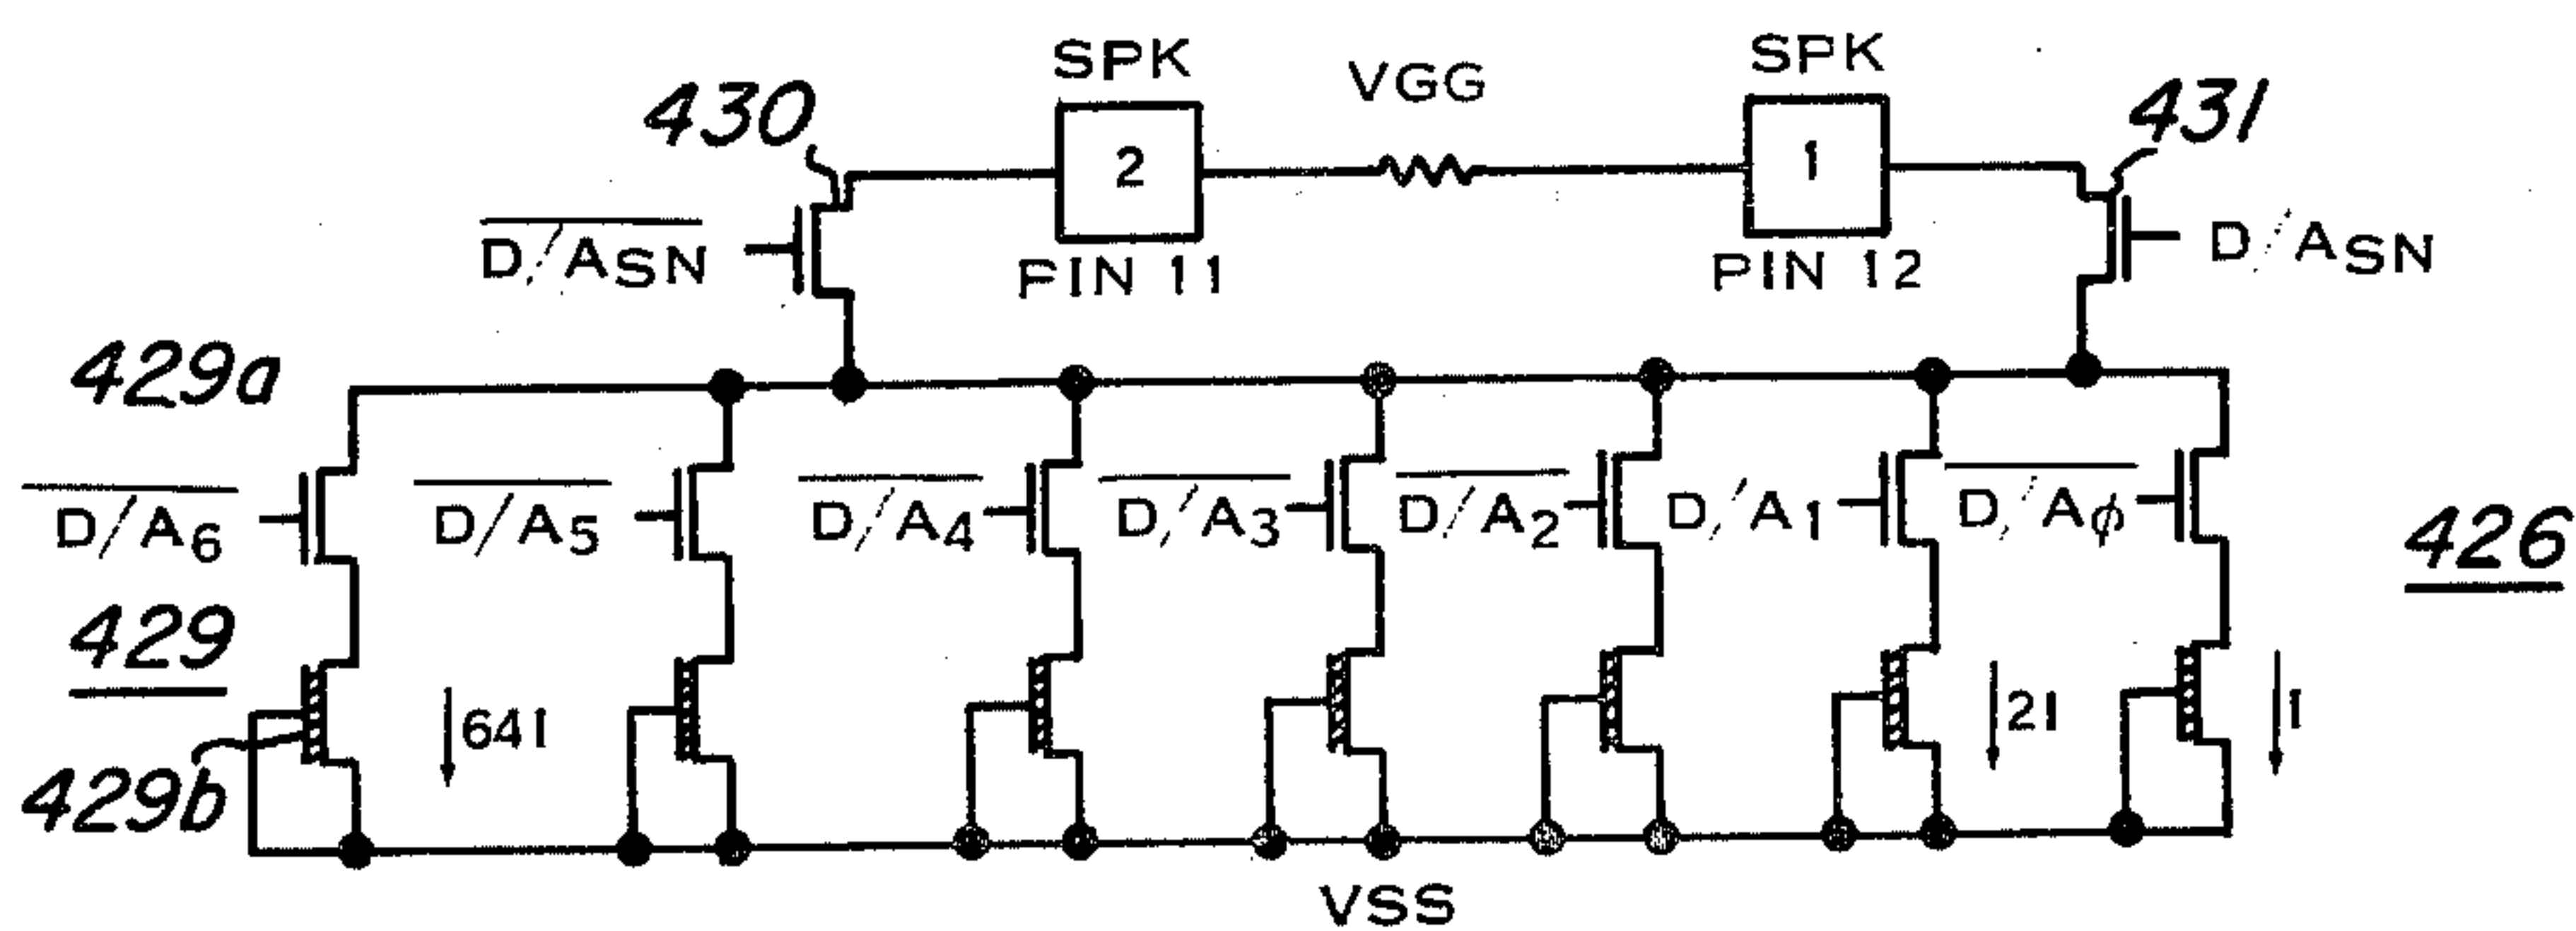 SPK
VGG
SPK
430
2
1
431
D/ASN
PIN 11
PIN 12
D/ASN
429a
D/A6
D/A5
D/A4
D/A3
D/A2
D/A1
D/Aϕ
426
429
64I
2I
I
429b
VSS